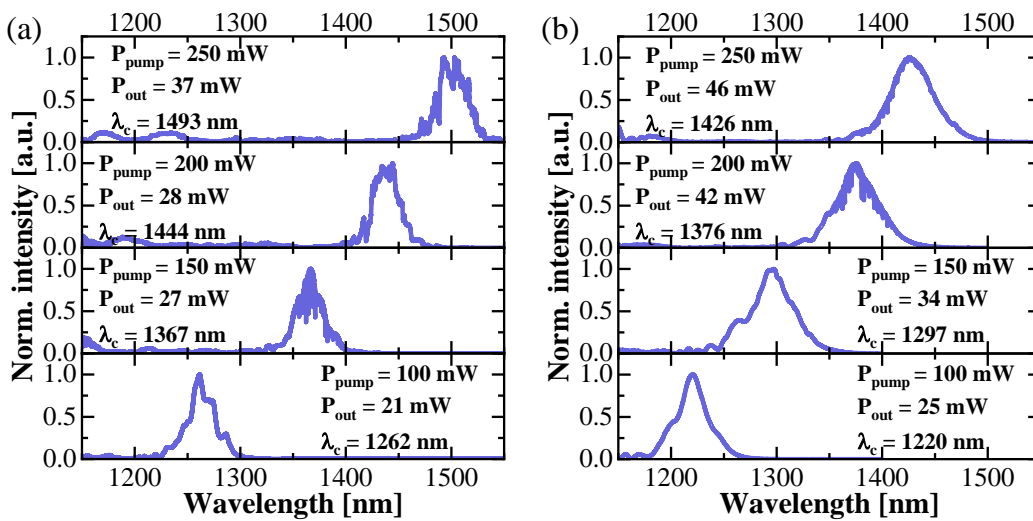 (a)
1200 1300 1400 1500
Norm. intensity [a.u.]
1.0
0.5
0.0
P_pump = 250 mW
P_out = 37 mW
λ_c = 1493 nm
1.0
0.5
0.0
P_pump = 200 mW
P_out = 28 mW
λ_c = 1444 nm
1.0
0.5
0.0
P_pump = 150 mW
P_out = 27 mW
λ_c = 1367 nm
1.0
0.5
0.0
P_pump = 100 mW
P_out = 21 mW
λ_c = 1262 nm
1200 1300 1400 1500
Wavelength [nm]
(b)
1200 1300 1400 1500
Norm. intensity [a.u.]
1.0
0.5
0.0
P_pump = 250 mW
P_out = 46 mW
λ_c = 1426 nm
1.0
0.5
0.0
P_pump = 200 mW
P_out = 42 mW
λ_c = 1376 nm
1.0
0.5
0.0
P_pump = 150 mW
P_out = 34 mW
λ_c = 1297 nm
1.0
0.5
0.0
P_pump = 100 mW
P_out = 25 mW
λ_c = 1220 nm
1200 1300 1400 1500
Wavelength [nm]